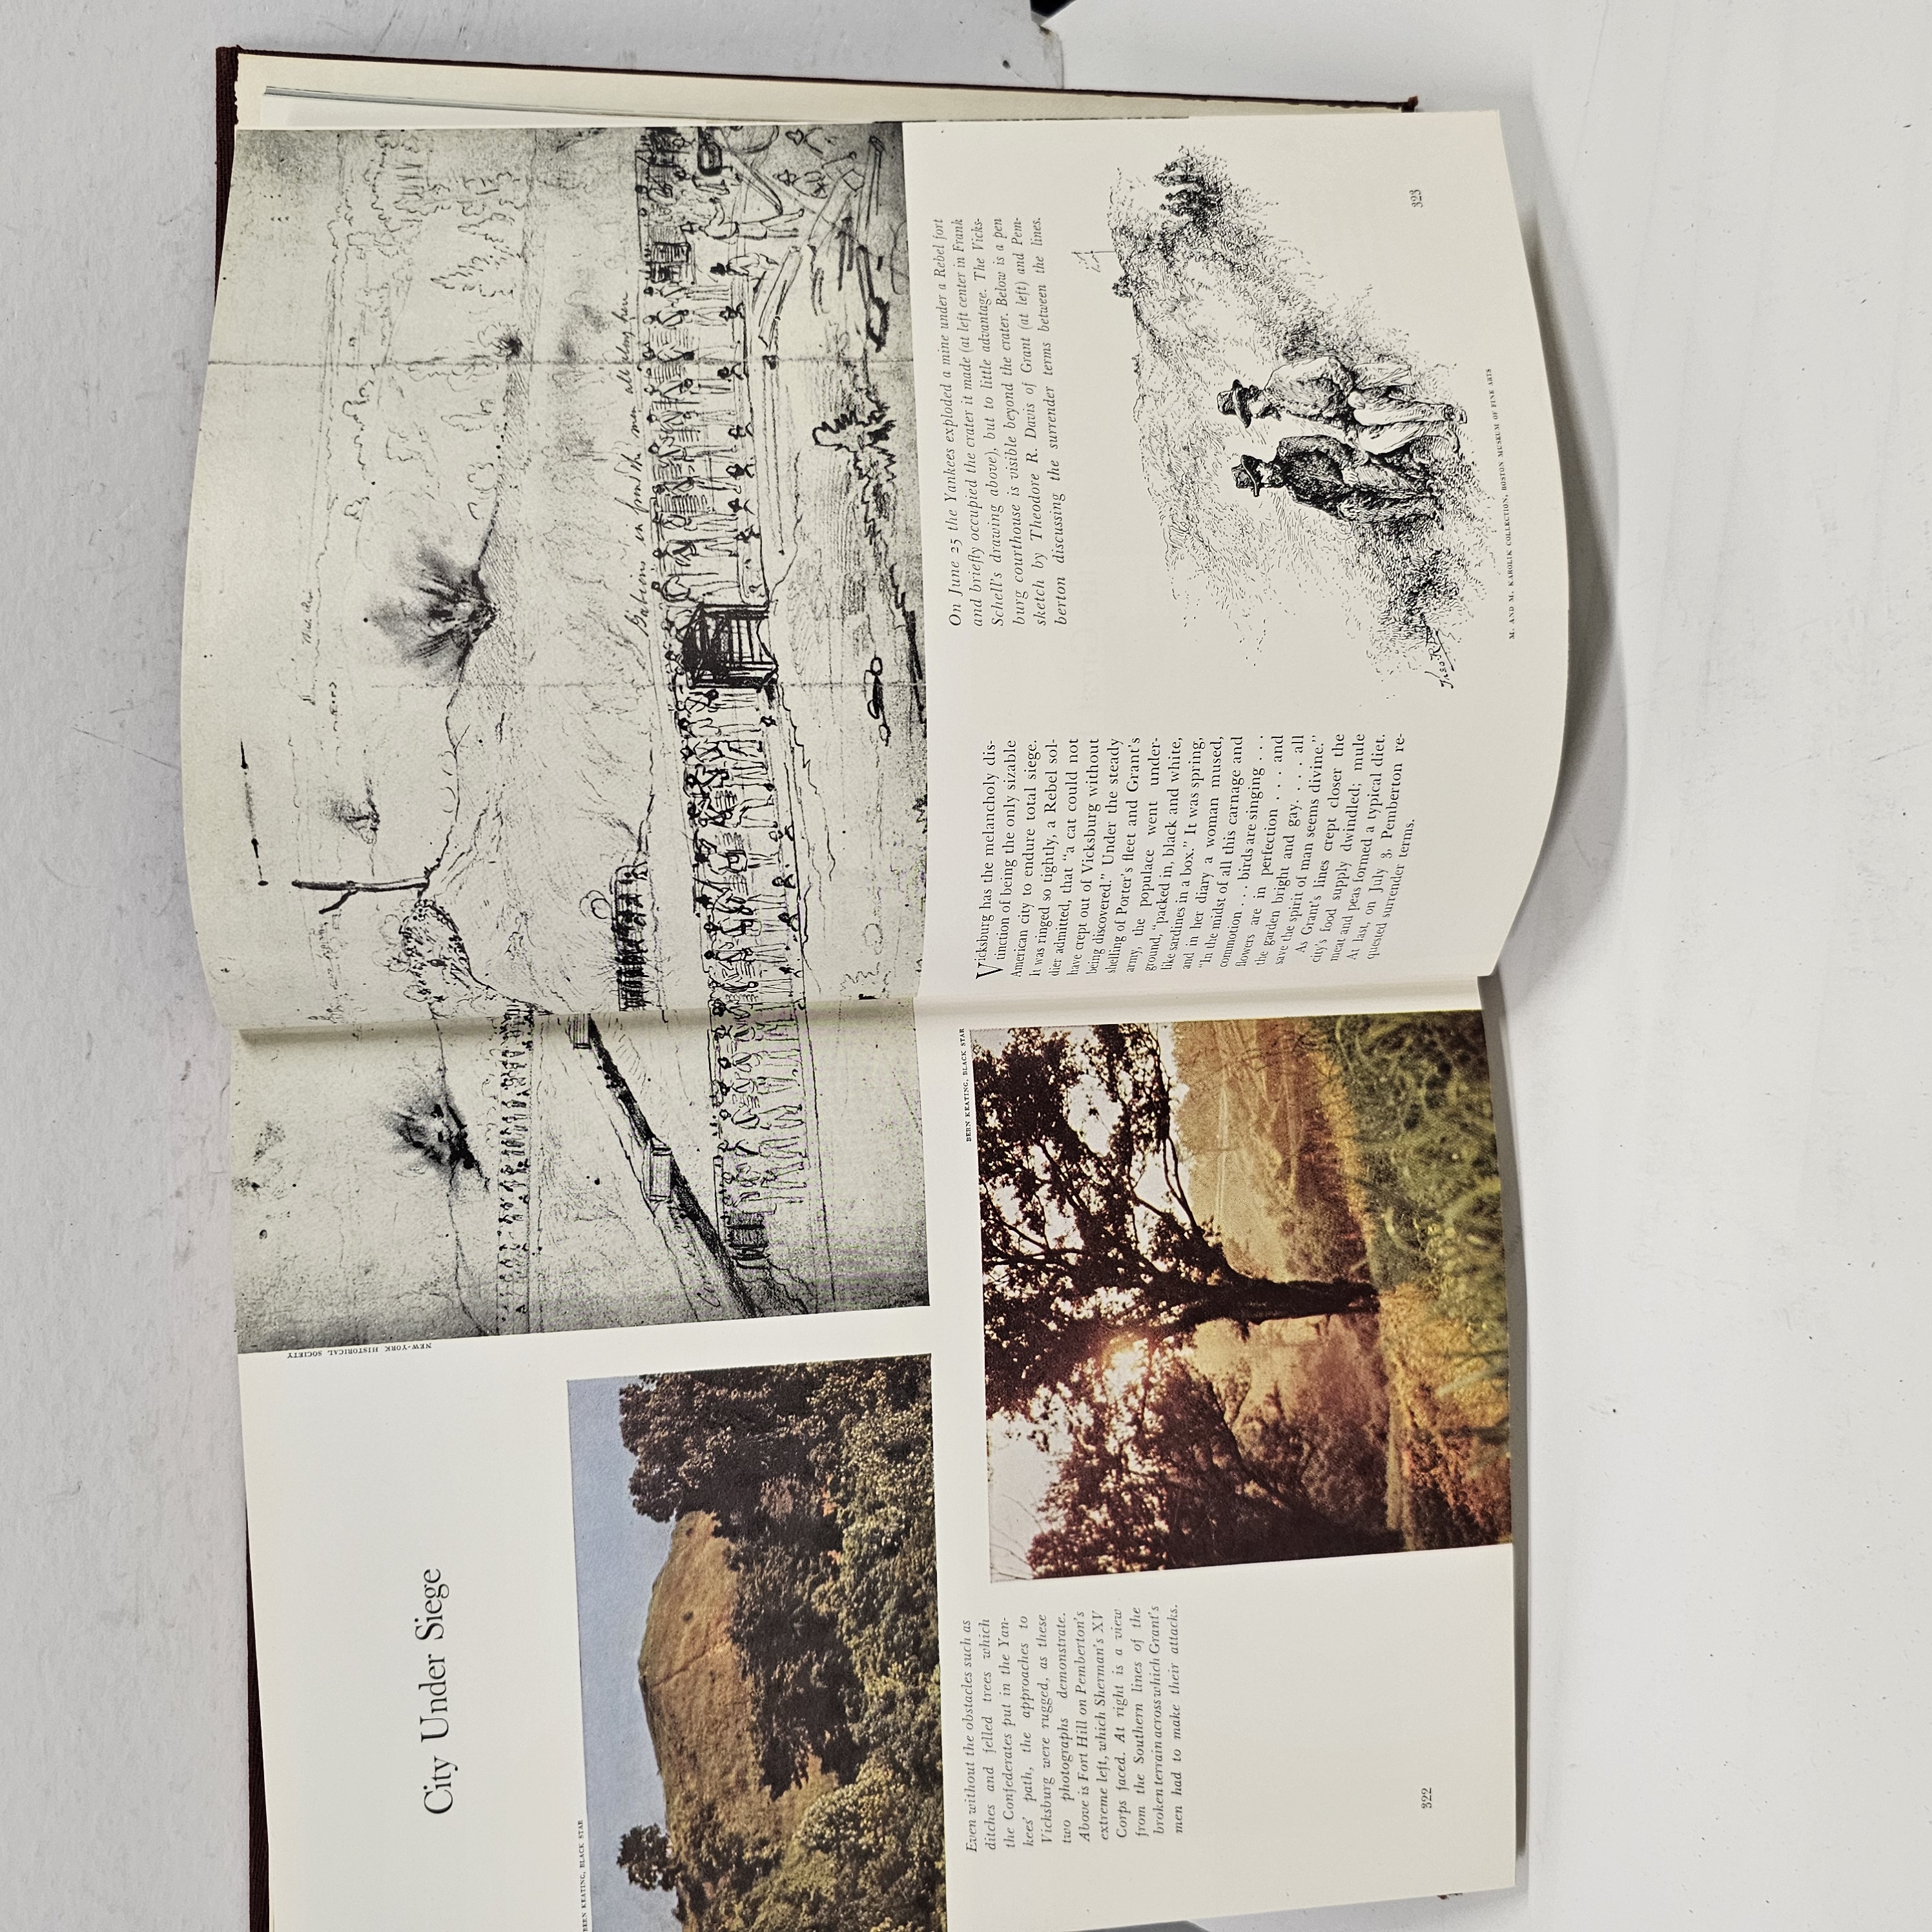 City Under Siege
BERN KEATING, BLACK STAR
Even without the obstacles such as
ditches and felled trees which
the Confederates put in the Yan-
kees' path, the approaches to
Vicksburg were rugged, as these
two photographs demonstrate.
Above is Fort Hill on Pemberton's
extreme left, which Sherman's XV
Corps faced. At right is a view
from the Southern lines of the
broken terrain across which Grant's
men had to make their attacks.
322
NEW-YORK HISTORICAL SOCIETY
BERN KEATING, BLACK STAR
Gabions in front the men all along here
Vicksburg has the melancholy dis-
tinction of being the only sizable
American city to endure total siege.
It was ringed so tightly, a Rebel sol-
dier admitted, that "a cat could not
have crept out of Vicksburg without
being discovered." Under the steady
shelling of Porter's fleet and Grant's
army, the populace went under-
ground, "packed in, black and white,
like sardines in a box." It was spring,
and in her diary a woman mused,
"In the midst of all this carnage and
commotion . . . birds are singing . . .
flowers are in perfection . . . and
the garden bright and gay. . . . all
save the spirit of man seems divine."
As Grant's lines crept closer the
city's food supply dwindled; mule
meat and peas formed a typical diet.
At last, on July 3, Pemberton re-
quested surrender terms.
On June 25 the Yankees exploded a mine under a Rebel fort
and briefly occupied the crater it made (at left center in Frank
Schell's drawing above), but to little advantage. The Vicks-
burg courthouse is visible beyond the crater. Below is a pen
sketch by Theodore R. Davis of Grant (at left) and Pem-
berton discussing the surrender terms between the lines.
Theo R.
323
M. AND M. KAROLIK COLLECTION, BOSTON MUSEUM OF FINE ARTS